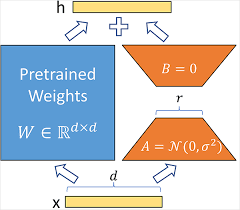 h
Pretrained
Weights
W ∈ ℝ^{d×d}
B = 0
r
A = 𝒩(0, σ²)
d
x